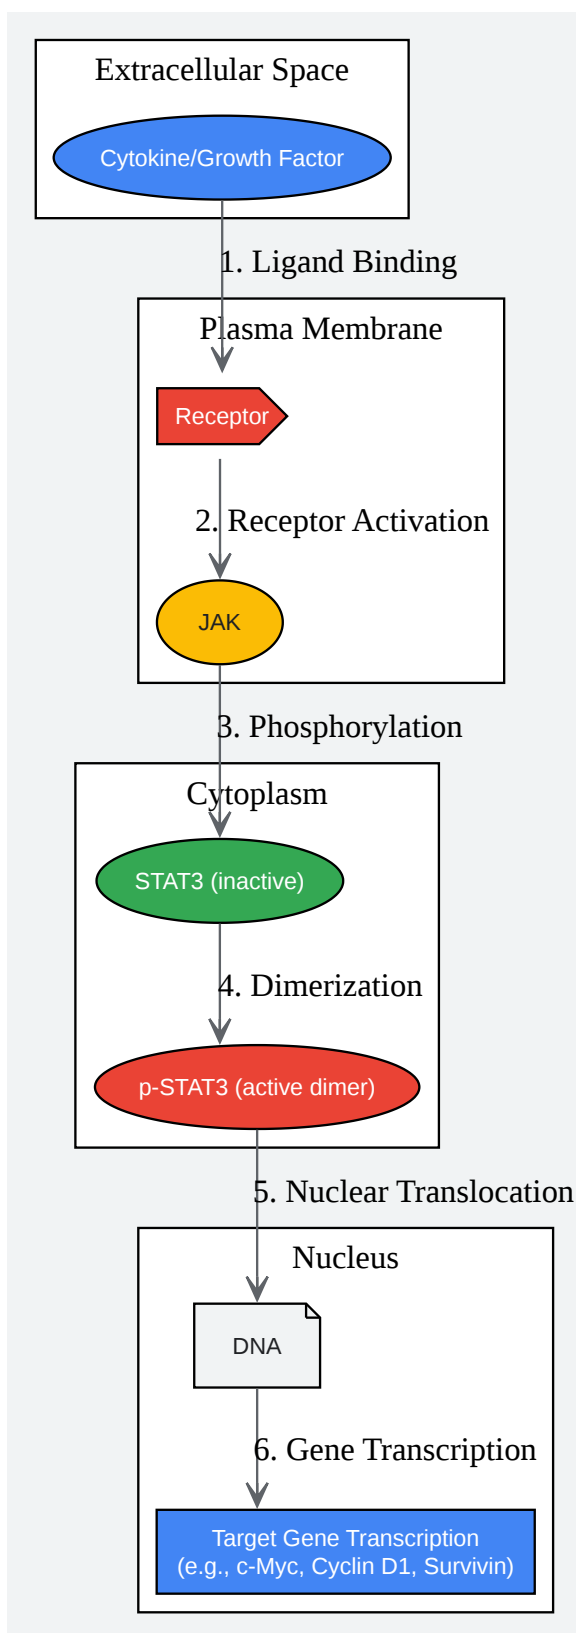 Extracellular Space
Cytokine/Growth Factor
1. Ligand Binding
Plasma Membrane
Receptor
2. Receptor Activation
JAK
3. Phosphorylation
Cytoplasm
STAT3 (inactive)
4. Dimerization
p-STAT3 (active dimer)
5. Nuclear Translocation
Nucleus
DNA
6. Gene Transcription
Target Gene Transcription
(e.g., c-Myc, Cyclin D1, Survivin)